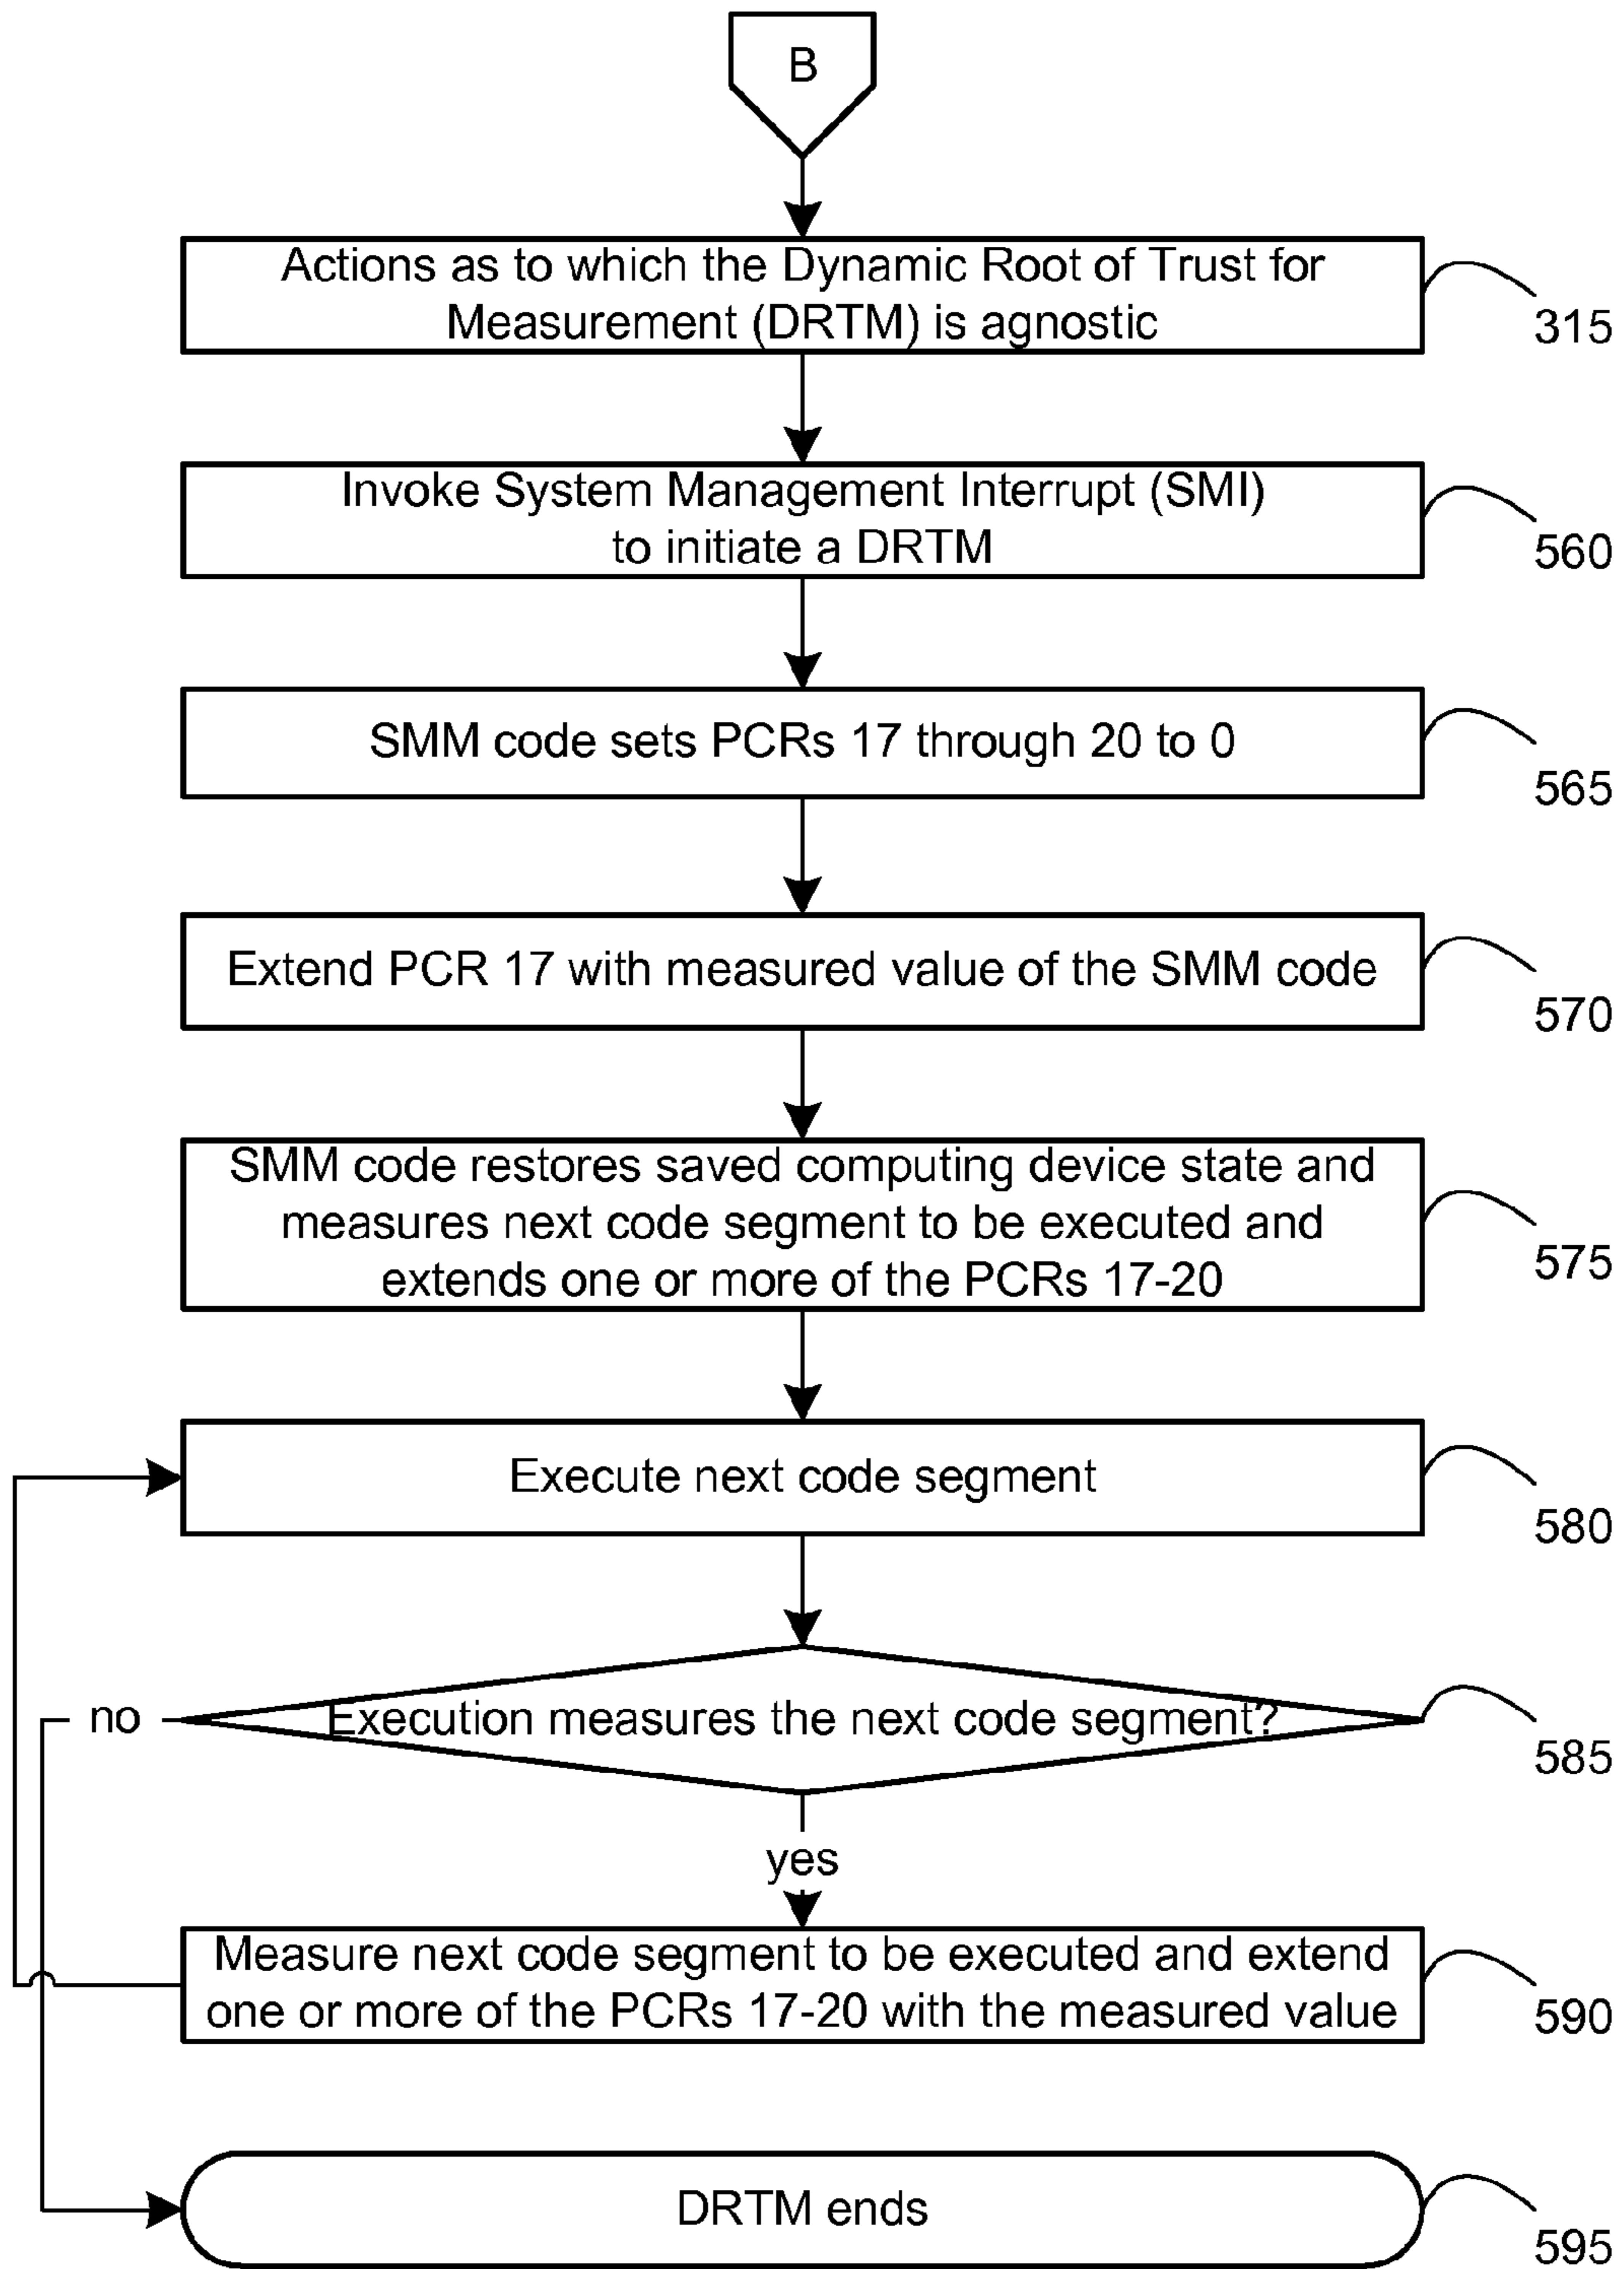 B
Actions as to which the Dynamic Root of Trust for
Measurement (DRTM) is agnostic
315
Invoke System Management Interrupt (SMI)
to initiate a DRTM
560
SMM code sets PCRs 17 through 20 to 0
565
Extend PCR 17 with measured value of the SMM code
570
SMM code restores saved computing device state and
measures next code segment to be executed and
extends one or more of the PCRs 17-20
575
Execute next code segment
580
no
Execution measures the next code segment?
585
yes
Measure next code segment to be executed and extend
one or more of the PCRs 17-20 with the measured value
590
DRTM ends
595